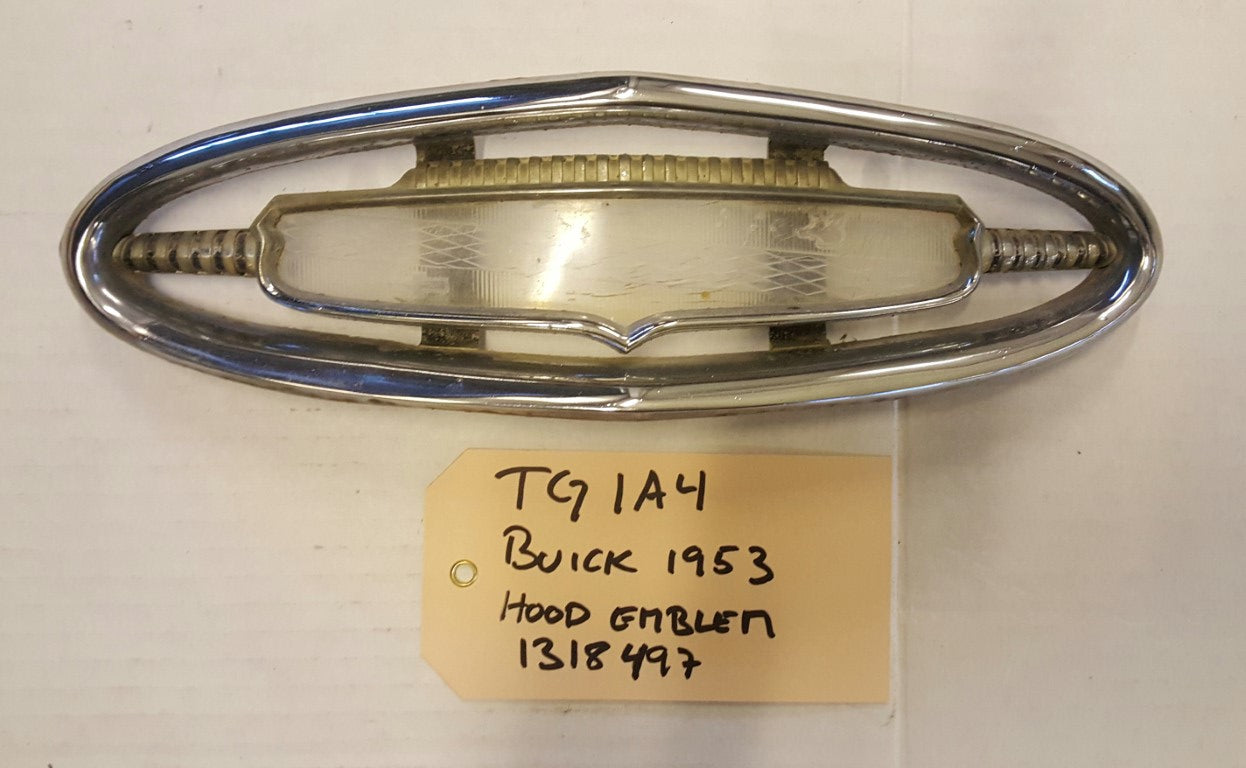 TG 1A4
BUICK 1953
HOOD EMBLEM
1318497